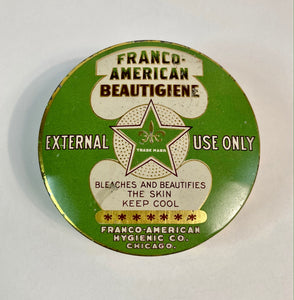 FRANCO-
AMERICAN
BEAUTIGIENE
EXTERNAL USE ONLY
TRADE MARK
BLEACHES AND BEAUTIFIES
THE SKIN
KEEP COOL
FRANCO-AMERICAN
HYGIENIC CO.
CHICAGO.